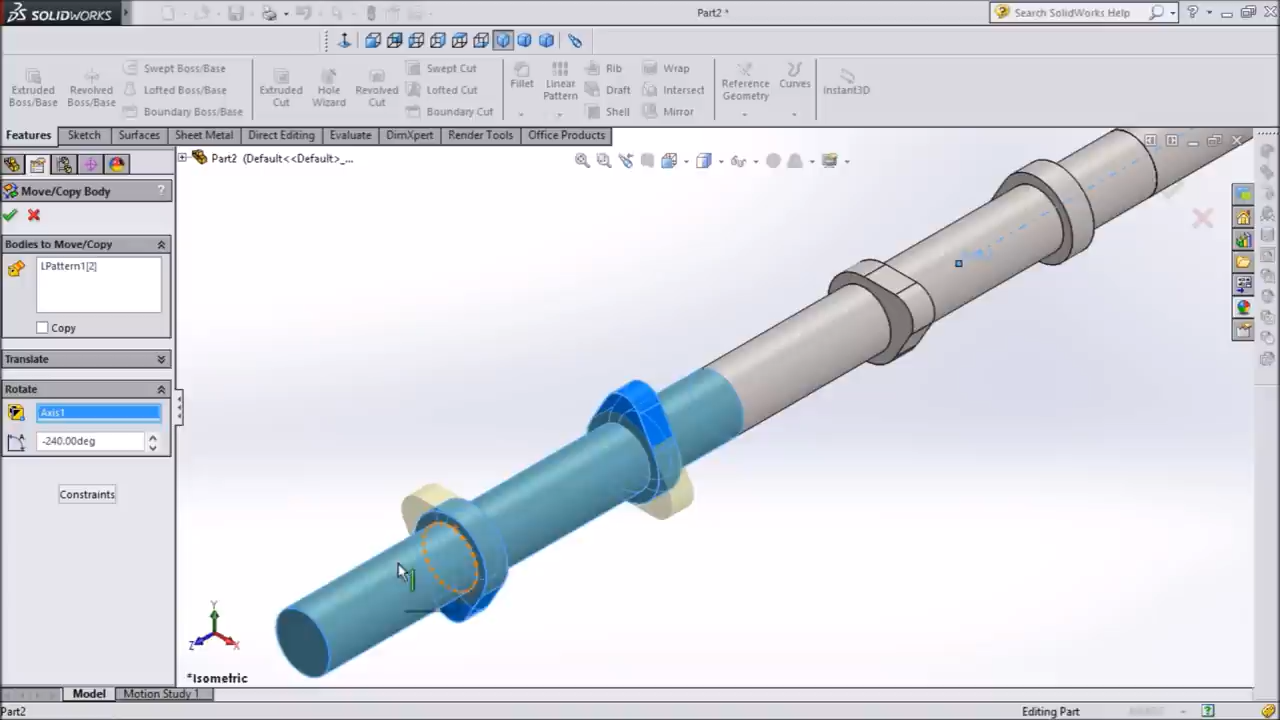 SOLIDWORKS
Part2 *
Search SolidWorks Help
Extruded Boss/Base
Revolved Boss/Base
Swept Boss/Base
Lofted Boss/Base
Boundary Boss/Base
Extruded Cut
Hole Wizard
Revolved Cut
Swept Cut
Lofted Cut
Boundary Cut
Fillet
Linear Pattern
Rib
Draft
Shell
Wrap
Intersect
Mirror
Reference Geometry
Curves
Instant3D
Features
Sketch
Surfaces
Sheet Metal
Direct Editing
Evaluate
DimXpert
Render Tools
Office Products
Part2 (Default<<Default>_...
Move/Copy Body
?
Bodies to Move/Copy
LPattern1[2]
Copy
Translate
Rotate
Axis1
-240.00deg
Constraints
Y
Z
X
*Isometric
Model
Motion Study 1
Part2
Editing Part